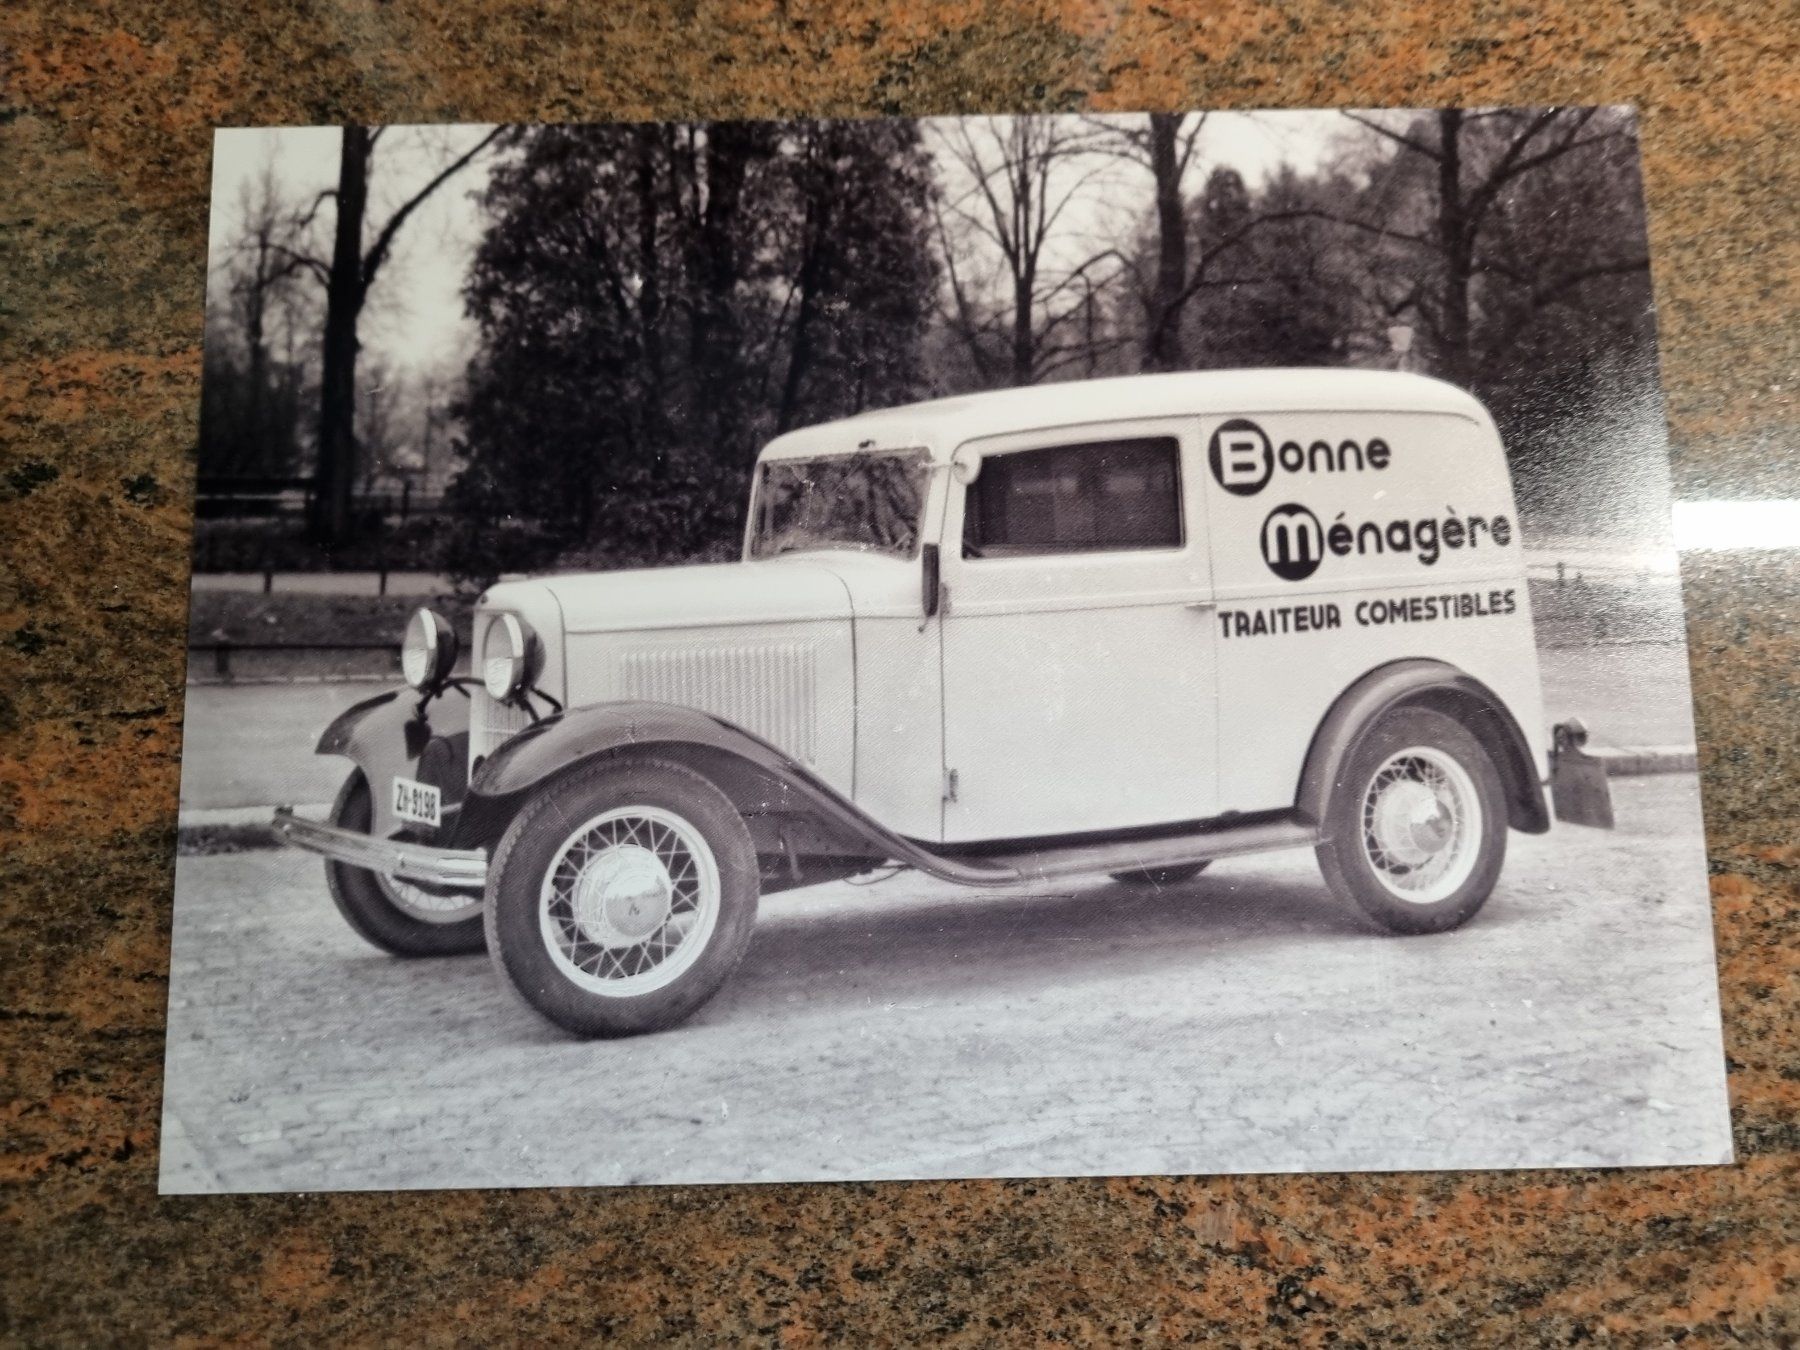 Bonne
Ménagère
TRAITEUR COMESTIBLES
ZH·9198